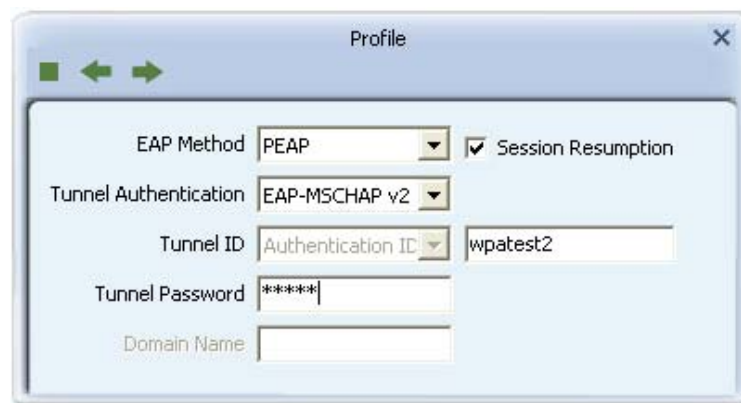 Profile
EAP Method PEAP Session Resumption
Tunnel Authentication EAP-MSCHAP v2
Tunnel ID Authentication ID wpatest2
Tunnel Password *****
Domain Name